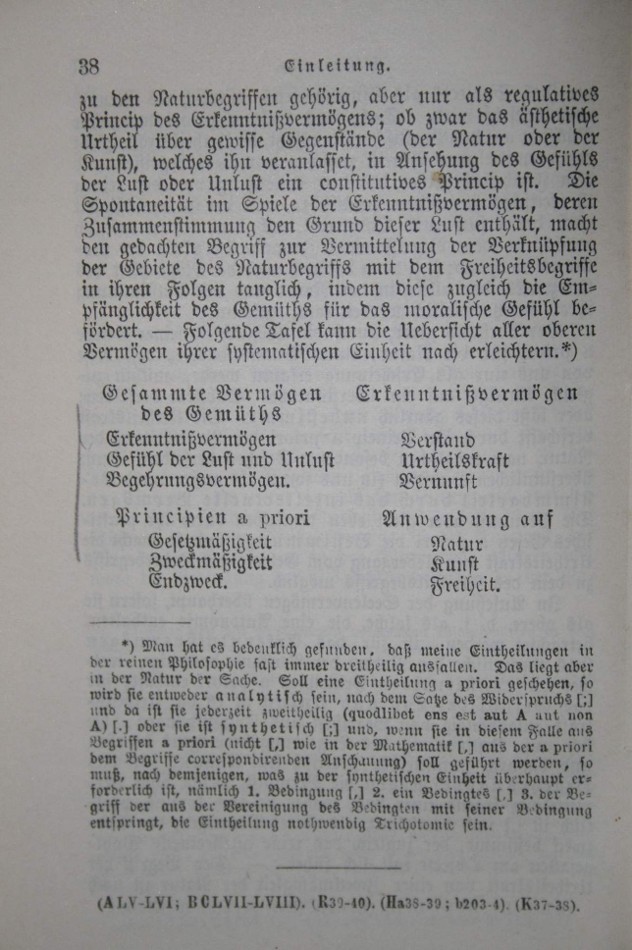 38 Einleitung.
zu den Naturbegriffen gehörig, aber nur als regulatives
Princip des Erkenntnißvermögens; ob zwar das ästhetische
Urtheil über gewisse Gegenstände (der Natur oder der
Kunst), welches ihn veranlasset, in Ansehung des Gefühls
der Lust oder Unlust ein constitutives Princip ist. Die
Spontaneität im Spiele der Erkenntnißvermögen, deren
Zusammenstimmung den Grund dieser Lust enthält, macht
den gedachten Begriff zur Vermittelung der Verknüpfung
der Gebiete des Naturbegriffs mit dem Freiheitsbegriffe
in ihren Folgen tauglich, indem diese zugleich die Em-
pfänglichkeit des Gemüths für das moralische Gefühl be-
fördert. — Folgende Tafel kann die Uebersicht aller oberen
Vermögen ihrer systematischen Einheit nach erleichtern.*)
Gesammte Vermögen Erkenntnißvermögen
des Gemüths
Erkenntnißvermögen Verstand
Gefühl der Lust und Unlust Urtheilskraft
Begehrungsvermögen. Vernunft
Principien a priori Anwendung auf
Gesetzmäßigkeit Natur
Zweckmäßigkeit Kunst
Endzweck. Freiheit.
*) Man hat es bedenklich gefunden, daß meine Eintheilungen in
der reinen Philosophie fast immer dreitheilig ausfallen. Das liegt aber
in der Natur der Sache. Soll eine Eintheilung a priori geschehen, so
wird sie entweder analytisch sein, nach dem Satze des Widerspruchs [;]
und da ist sie jederzeit zweitheilig (quodlibet ens est aut A aut non
A) [.] oder sie ist synthetisch [;] und, wenn sie in diesem Falle aus
Begriffen a priori (nicht [,] wie in der Mathematik [,] aus der a priori
dem Begriffe correspondirenden Anschauung) soll geführt werden, so
muß, nach demjenigen, was zu der synthetischen Einheit überhaupt er-
forderlich ist, nämlich 1. Bedingung [,] 2. ein Bedingtes [,] 3. der Be-
griff der aus der Vereinigung des Bedingten mit seiner Bedingung
entspringt, die Eintheilung nothwendig Trichotomie sein.
(A LV-LVI; BC LVII-LVIII). (R39-40). (Ha38-39; b203-4). (K37-38).